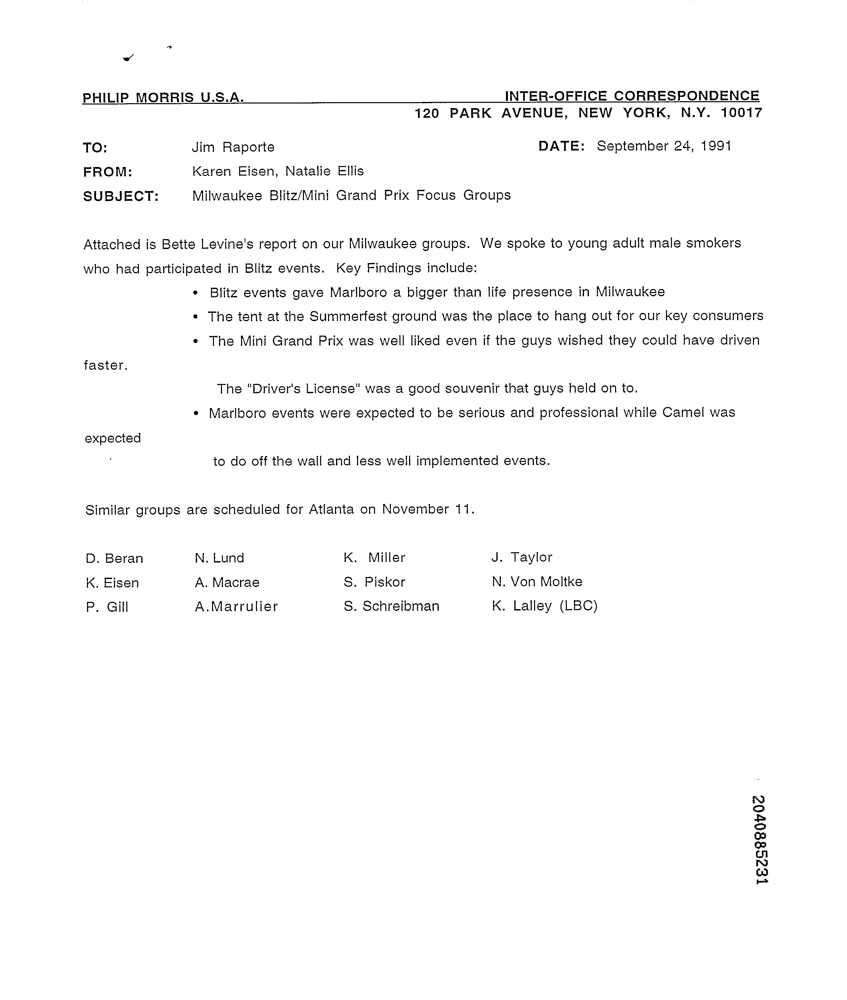 PHILIP MORRIS U.S.A. INTER-OFFICE CORRESPONDENCE
120 PARK AVENUE, NEW YORK, N.Y. 10017
TO: Jim Raporte DATE: September 24, 1991
FROM: Karen Eisen, Natalie Ellis
SUBJECT: Milwaukee Blitz/Mini Grand Prix Focus Groups
Attached is Bette Levine's report on our Milwaukee groups. We spoke to young adult male smokers
who had participated in Blitz events. Key Findings include:
• Blitz events gave Marlboro a bigger than life presence in Milwaukee
• The tent at the Summerfest ground was the place to hang out for our key consumers
• The Mini Grand Prix was well liked even if the guys wished they could have driven
faster.
The "Driver's License" was a good souvenir that guys held on to.
• Marlboro events were expected to be serious and professional while Camel was
expected
to do off the wall and less well implemented events.
Similar groups are scheduled for Atlanta on November 11.
D. Beran N. Lund K. Miller J. Taylor
K. Eisen A. Macrae S. Piskor N. Von Moltke
P. Gill A.Marrulier S. Schreibman K. Lalley (LBC)
2040885231